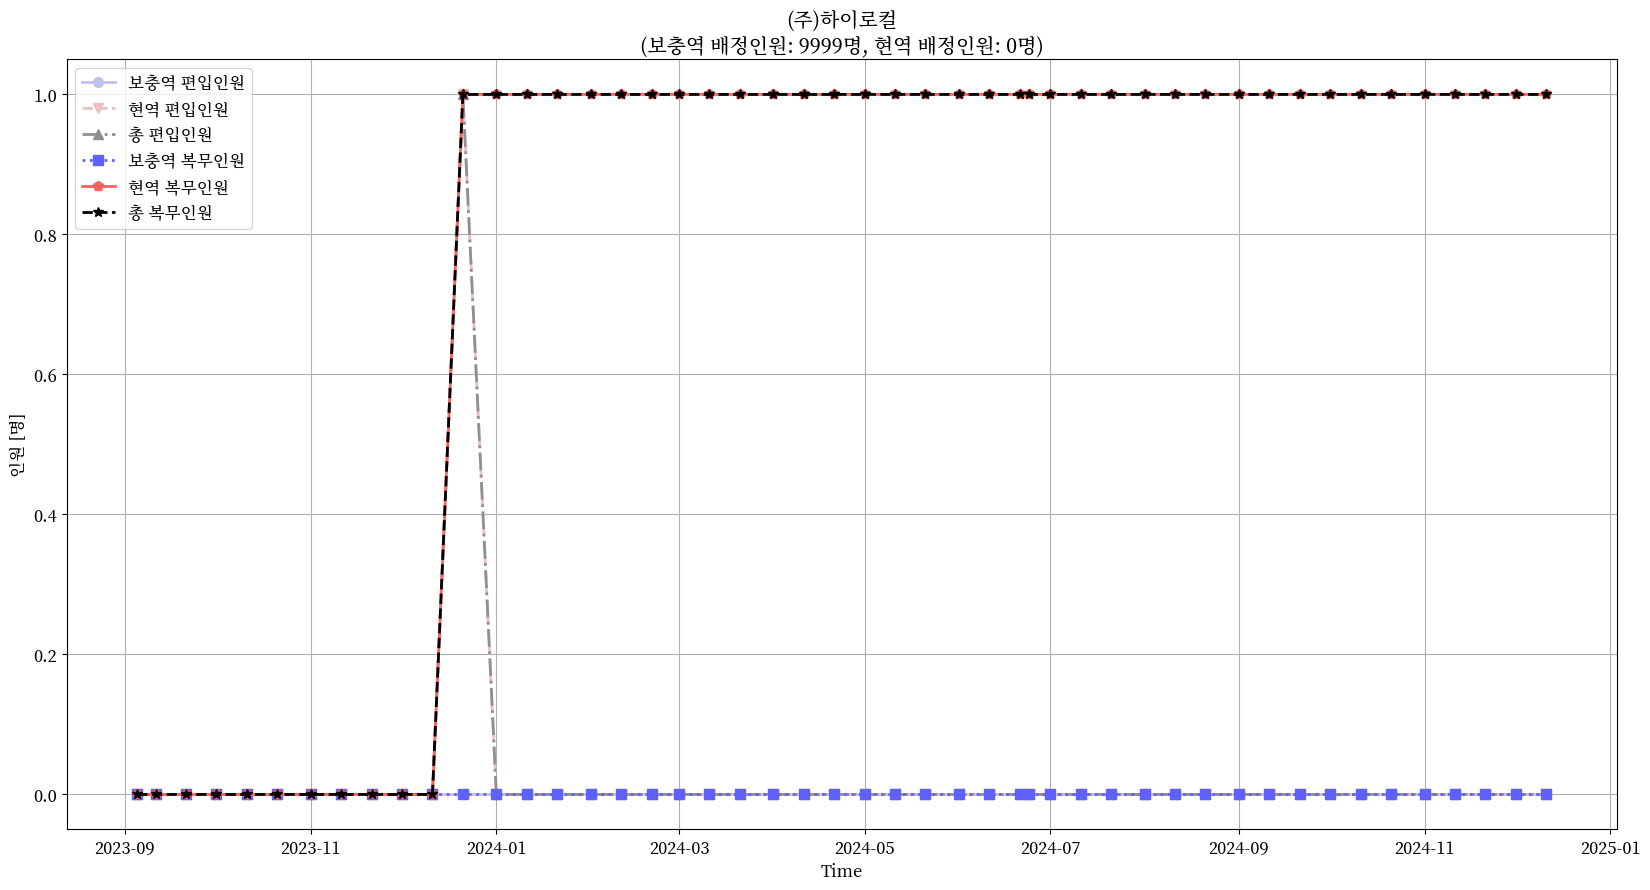 (주)하이로컬
(보충역 배정인원: 9999명, 현역 배정인원: 0명)
보충역 편입인원
현역 편입인원
총 편입인원
보충역 복무인원
현역 복무인원
총 복무인원
1.0
0.8
0.6
0.4
0.2
0.0
인원 [명]
2023-09
2023-11
2024-01
2024-03
2024-05
2024-07
2024-09
2024-11
2025-01
Time